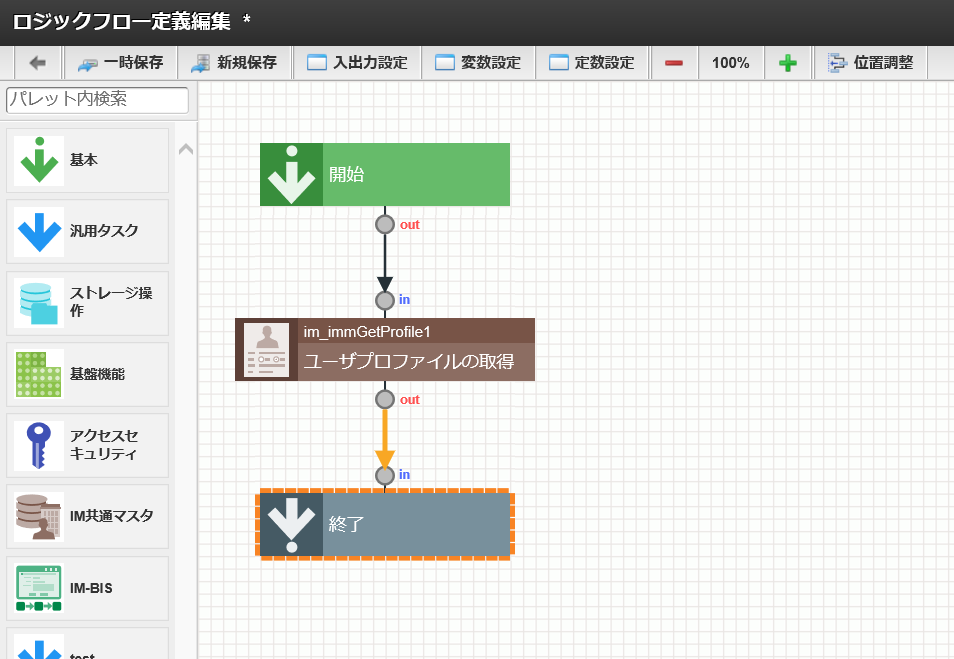 ロジックフロー定義編集 *
一時保存 新規保存 入出力設定 変数設定 定数設定 100% 位置調整
パレット内検索
基本
汎用タスク
ストレージ操
作
基盤機能
アクセスセ
キュリティ
IM共通マスタ
IM-BIS
test
開始
out
in
im_immGetProfile1
ユーザプロファイルの取得
out
in
終了